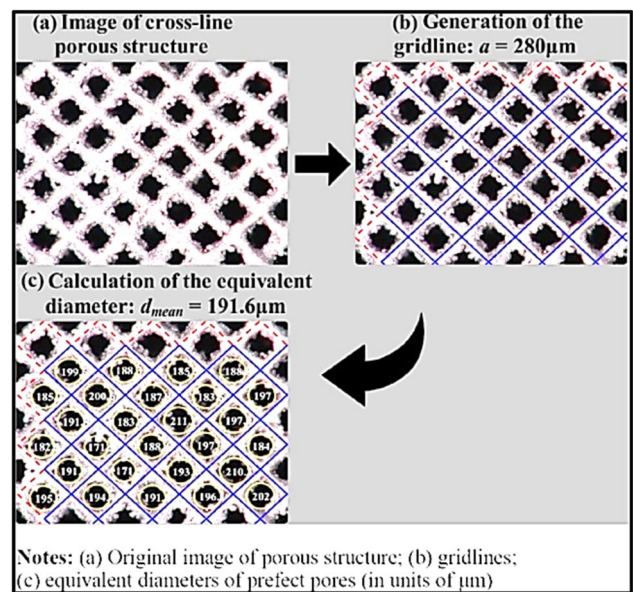 (a) Image of cross-line
porous structure
(b) Generation of the
gridline: a = 280μm
(c) Calculation of the equivalent
diameter: dmean = 191.6μm
199. 188 185. 188.
185. 200. 187 183. 197
191. 183. 211. 197.
182. 171 188. 197 184.
191 171 193. 210.
195. 194. 191. 196. 202.
Notes: (a) Original image of porous structure; (b) gridlines;
(c) equivalent diameters of prefect pores (in units of μm)